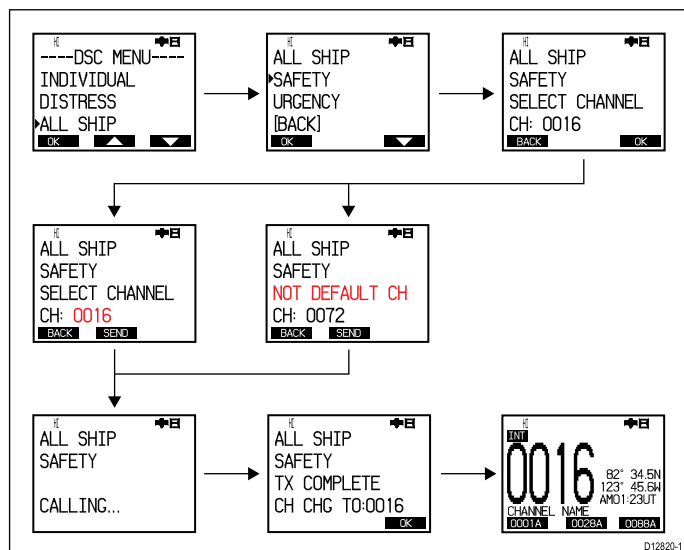 HI
----DSC MENU----
INDIVIDUAL
DISTRESS
ALL SHIP
OK
HI
ALL SHIP
SAFETY
URGENCY
[BACK]
OK
HI
ALL SHIP
SAFETY
SELECT CHANNEL
CH: 0016
BACK OK
HI
ALL SHIP
SAFETY
SELECT CHANNEL
CH: 0016
BACK SEND
HI
ALL SHIP
SAFETY
NOT DEFAULT CH
CH: 0072
BACK SEND
HI
ALL SHIP
SAFETY
CALLING...
HI
ALL SHIP
SAFETY
TX COMPLETE
CH CHG TO:0016
OK
HI
INT
0016
82° 34.5N
123° 45.6W
AM01:23UT
CHANNEL NAME
0001A 0028A 0088A
D12820-1